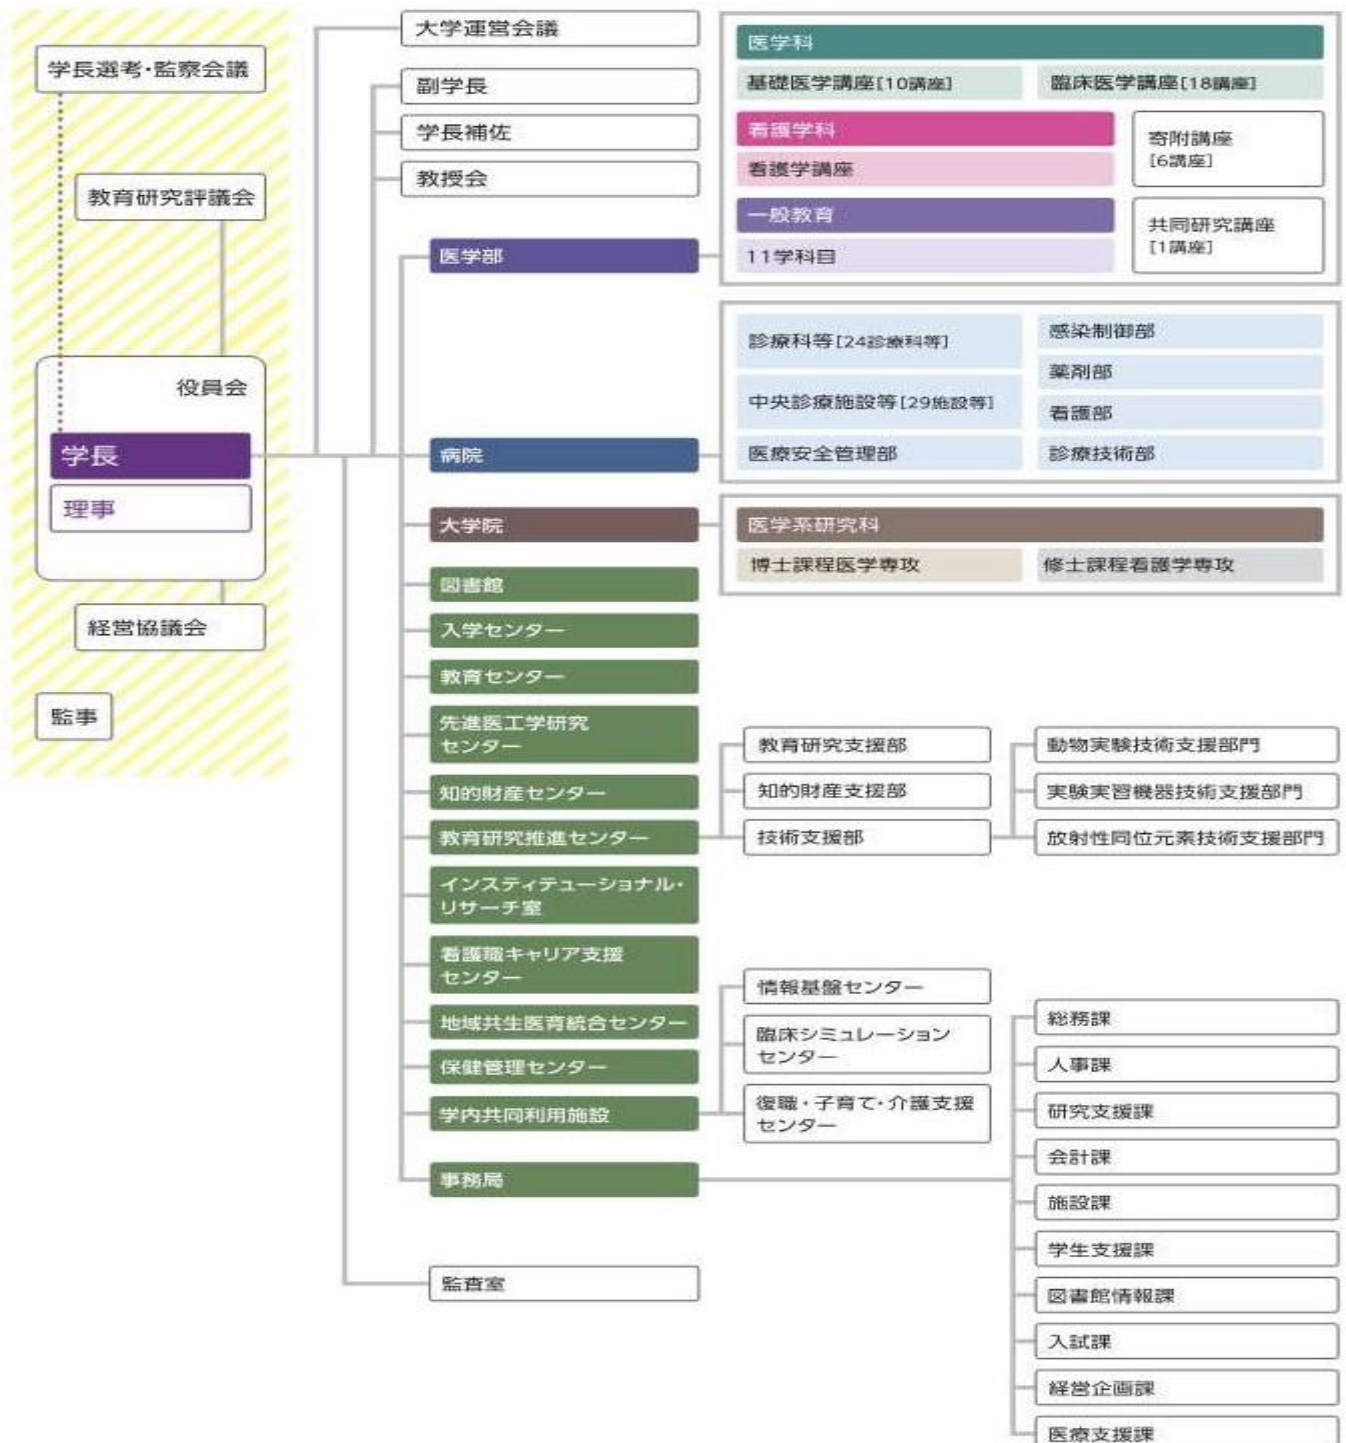 学長選考・監察会議
教育研究評議会
役員会
学長
理事
経営協議会
監事
大学運営会議
副学長
学長補佐
教授会
医学部
医学科
基礎医学講座[10講座]
臨床医学講座[18講座]
看護学科
看護学講座
寄附講座
[6講座]
一般教育
11学科目
共同研究講座
[1講座]
病院
診療科等[24診療科等]
中央診療施設等[29施設等]
医療安全管理部
感染制御部
薬剤部
看護部
診療技術部
大学院
医学系研究科
博士課程医学専攻
修士課程看護学専攻
図書館
入学センター
教育センター
先進医工学研究
センター
知的財産センター
教育研究推進センター
教育研究支援部
知的財産支援部
技術支援部
動物実験技術支援部門
実験実習機器技術支援部門
放射性同位元素技術支援部門
インスティテューショナル・
リサーチ室
看護職キャリア支援
センター
地域共生医育統合センター
保健管理センター
学内共同利用施設
情報基盤センター
臨床シミュレーション
センター
復職・子育て・介護支援
センター
事務局
総務課
人事課
研究支援課
会計課
施設課
学生支援課
図書館情報課
入試課
経営企画課
医療支援課
監査室